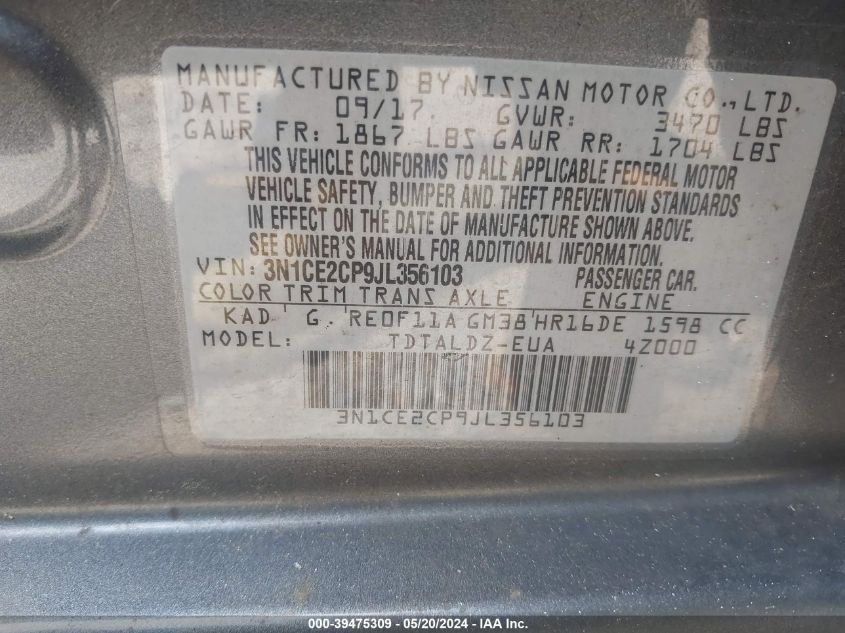 MANUFACTURED BY NISSAN MOTOR CO., LTD.
DATE: 09/17 GVWR: 3470 LBS
GAWR FR: 1867 LBS GAWR RR: 1704 LBS
THIS VEHICLE CONFORMS TO ALL APPLICABLE FEDERAL MOTOR
VEHICLE SAFETY, BUMPER AND THEFT PREVENTION STANDARDS
IN EFFECT ON THE DATE OF MANUFACTURE SHOWN ABOVE.
SEE OWNER'S MANUAL FOR ADDITIONAL INFORMATION.
VIN: 3N1CE2CP9JL356103 PASSENGER CAR.
COLOR TRIM TRANS AXLE ENGINE
KAD G RE0F11A GM38 HR16DE 1598 CC
MODEL: TDTALDZ-EUA 4Z000
3N1CE2CP9JL356103
000-39475309 - 05/20/2024 - IAA Inc.